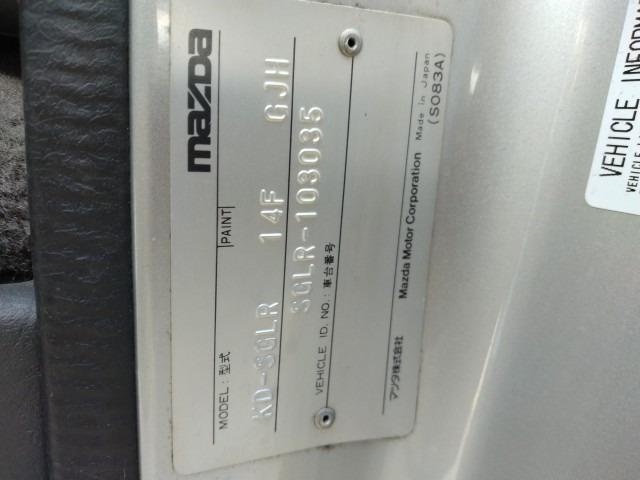 mazda
MODEL : 型式 PAINT
KD-SGLR 14F GJH
SGLR-103035
VEHICLE ID. NO. : 車台番号
マツダ株式会社 Mazda Motor Corporation Made in Japan
(S083A)
VEHICLE